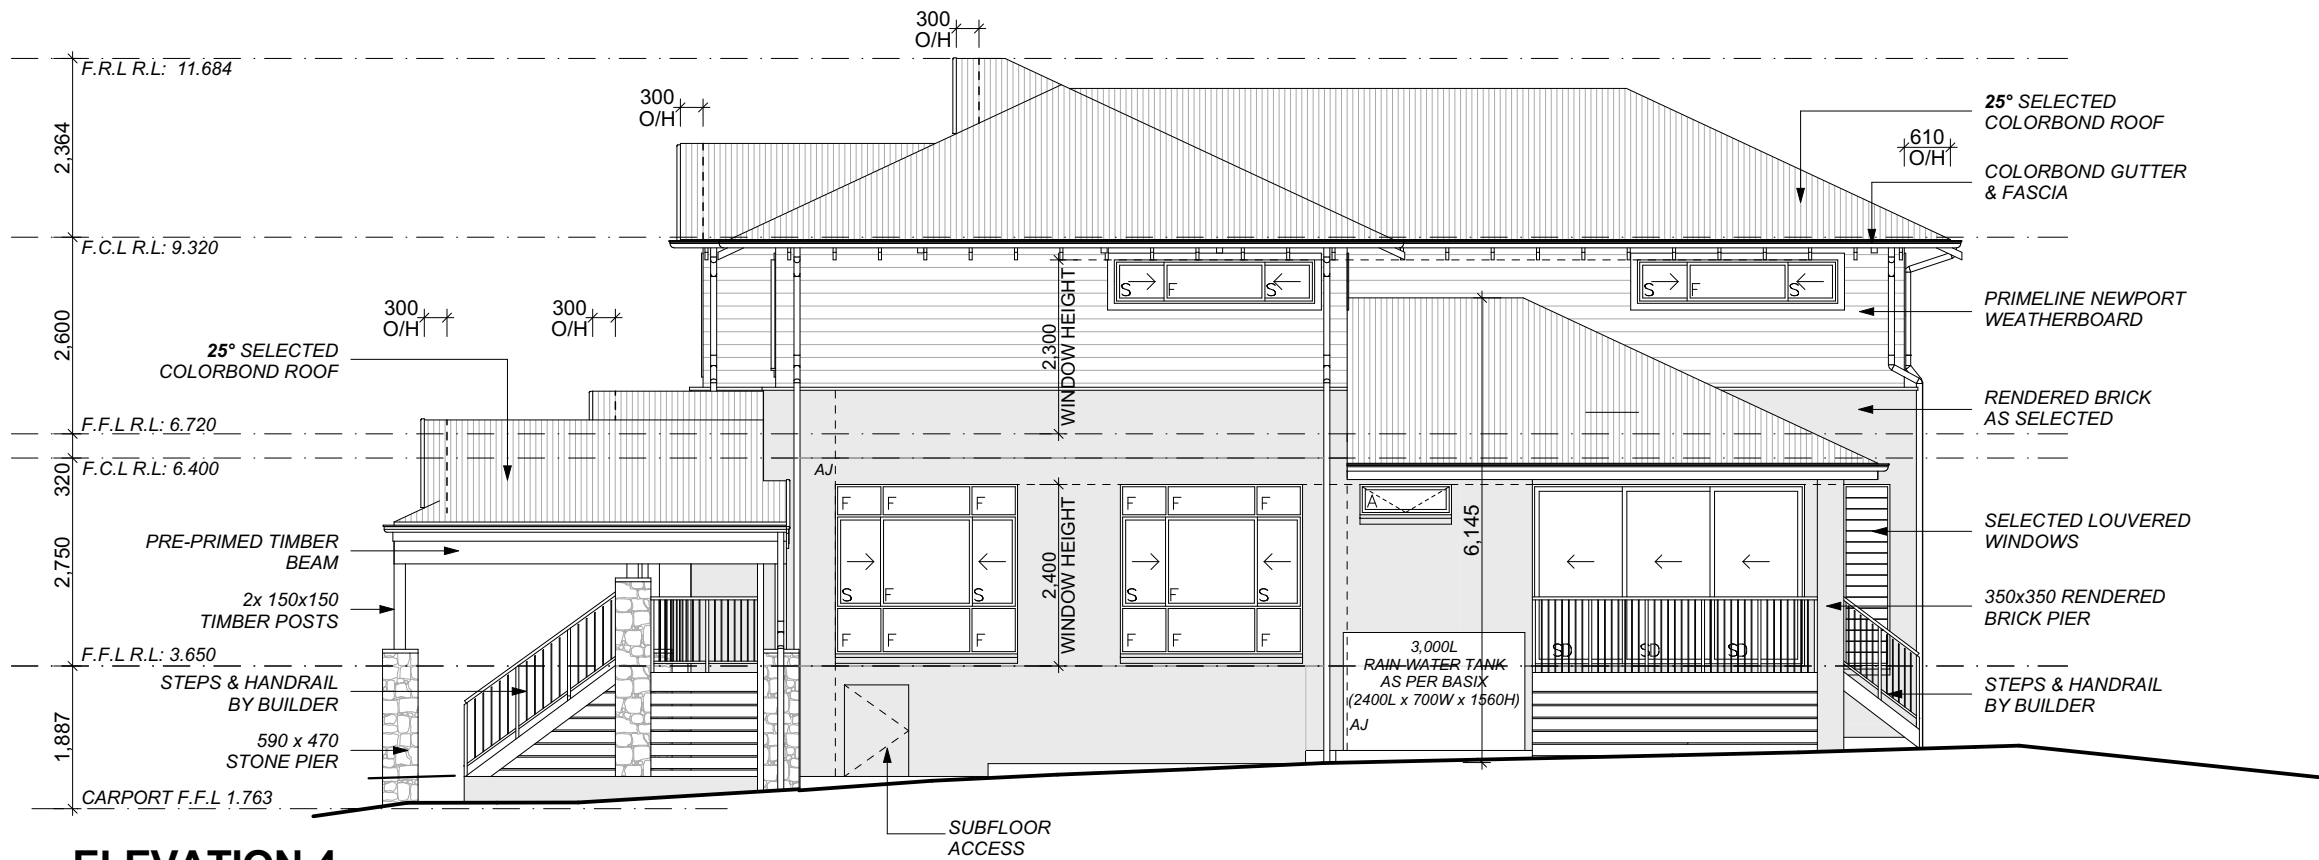 300
O/H
F.R.L R.L: 11.684
300
O/H
25° SELECTED
COLORBOND ROOF
610
O/H
2,364
COLORBOND GUTTER
& FASCIA
F.C.L R.L: 9.320
S
F
S
S
F
S
300
O/H
300
O/H
2,600
2,300
WINDOW HEIGHT
PRIMELINE NEWPORT
WEATHERBOARD
25° SELECTED
COLORBOND ROOF
RENDERED BRICK
AS SELECTED
F.F.L R.L: 6.720
320
F.C.L R.L: 6.400
AJ
F
F
F
F
F
F
A
6,145
2,750
PRE-PRIMED TIMBER
BEAM
2,400
WINDOW HEIGHT
SELECTED LOUVERED
WINDOWS
2x 150x150
TIMBER POSTS
S
F
S
S
F
S
350x350 RENDERED
BRICK PIER
F
F
F
F
F
F
SD
SD
SD
F.F.L R.L: 3.650
3,000L
RAIN WATER TANK
AS PER BASIX
(2400L x 700W x 1560H)
AJ
STEPS & HANDRAIL
BY BUILDER
STEPS & HANDRAIL
BY BUILDER
1,887
590 x 470
STONE PIER
CARPORT F.F.L 1.763
SUBFLOOR
ACCESS
ELEVATION 4